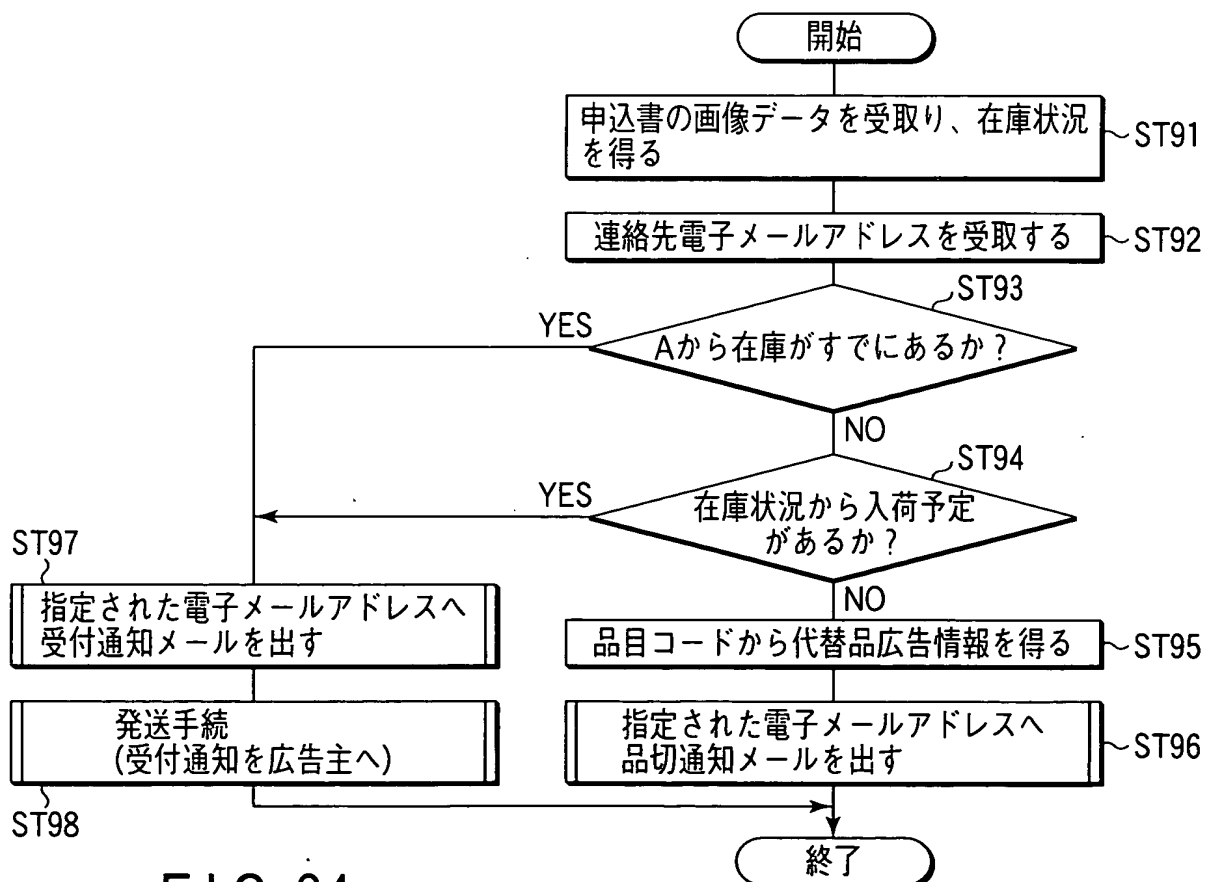 開始
申込書の画像データを受取り、在庫状況
を得る
ST91
連絡先電子メールアドレスを受取する
ST92
ST93
YES
Aから在庫がすでにあるか？
NO
ST94
YES
在庫状況から入荷予定
があるか？
NO
ST97
指定された電子メールアドレスへ
受付通知メールを出す
品目コードから代替品広告情報を得る
ST95
発送手続
(受付通知を広告主へ)
ST98
指定された電子メールアドレスへ
品切通知メールを出す
ST96
終了